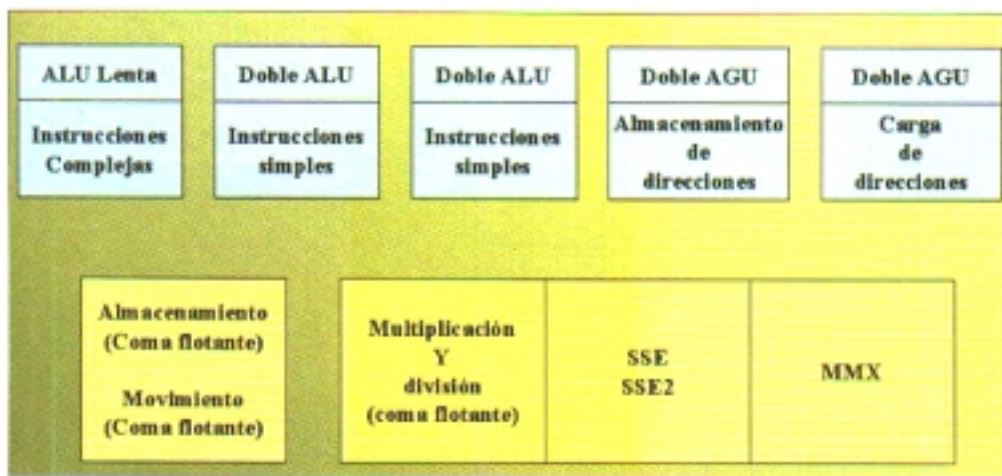 ALU Lenta
Instrucciones
Complejas
Doble ALU
Instrucciones
simples
Doble ALU
Instrucciones
simples
Doble AGU
Almacenamiento
de
direcciones
Doble AGU
Carga
de
direcciones
Almacenamiento
(Coma flotante)
Movimiento
(Coma flotante)
Multiplicación
Y
división
(coma flotante)
SSE
SSE2
MMX